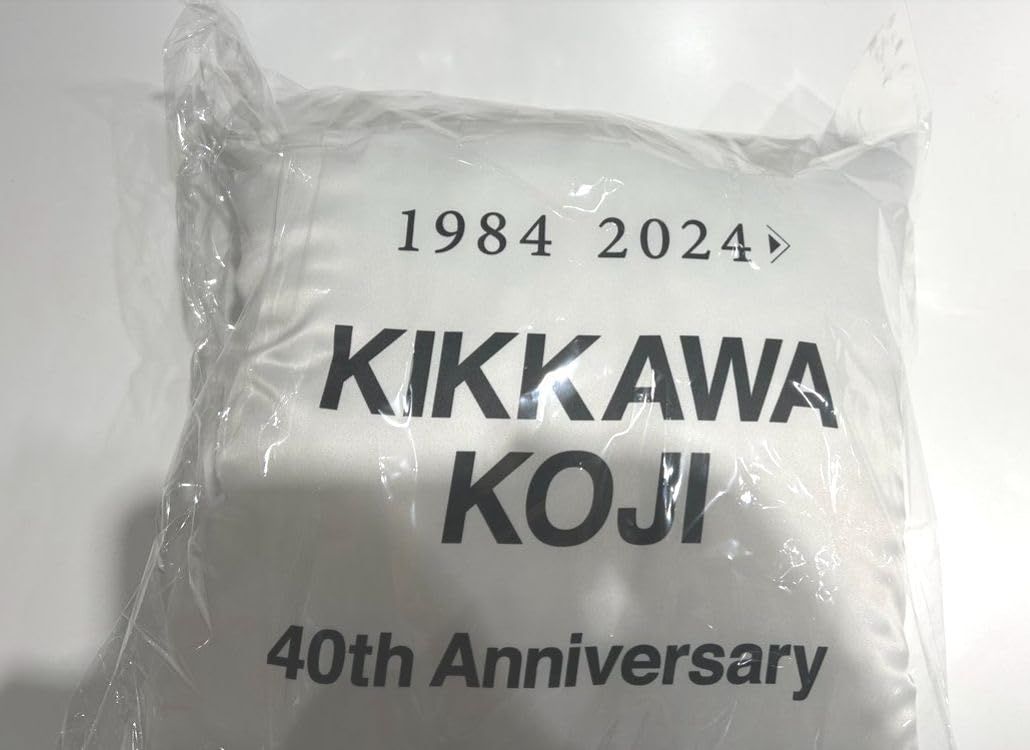 1984 2024
KIKKAWA
KOJI
40th Anniversary